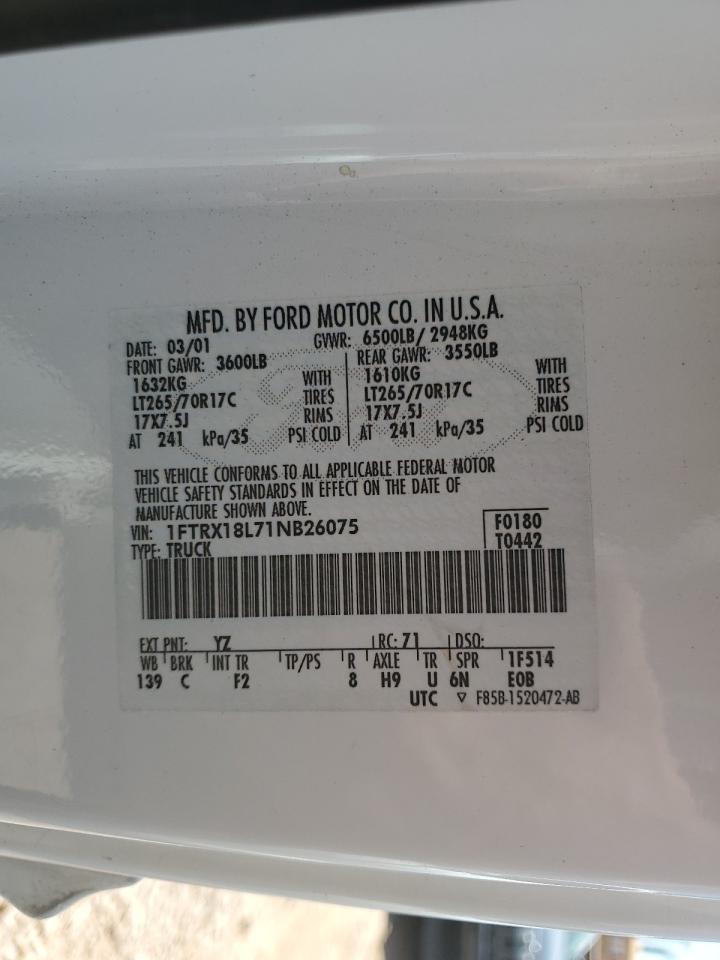 MFD. BY FORD MOTOR CO. IN U.S.A.
DATE: 03/01 GVWR: 6500LB/ 2948KG
FRONT GAWR: 3600LB REAR GAWR: 3550LB
1632KG WITH 1610KG WITH
LT265/70R17C TIRES LT265/70R17C TIRES
17X7.5J RIMS 17X7.5J RIMS
AT 241 kPa/35 PSI COLD AT 241 kPa/35 PSI COLD
THIS VEHICLE CONFORMS TO ALL APPLICABLE FEDERAL MOTOR
VEHICLE SAFETY STANDARDS IN EFFECT ON THE DATE OF
MANUFACTURE SHOWN ABOVE.
VIN: 1FTRX18L71NB26075 F0180
TYPE: TRUCK T0442
EXT PNT: YZ RC: 71 DSO:
WB BRK INT TR TP/PS R AXLE TR SPR 1F514
139 C F2 8 H9 U 6N E0B
UTC ▽ F85B-1520472-AB